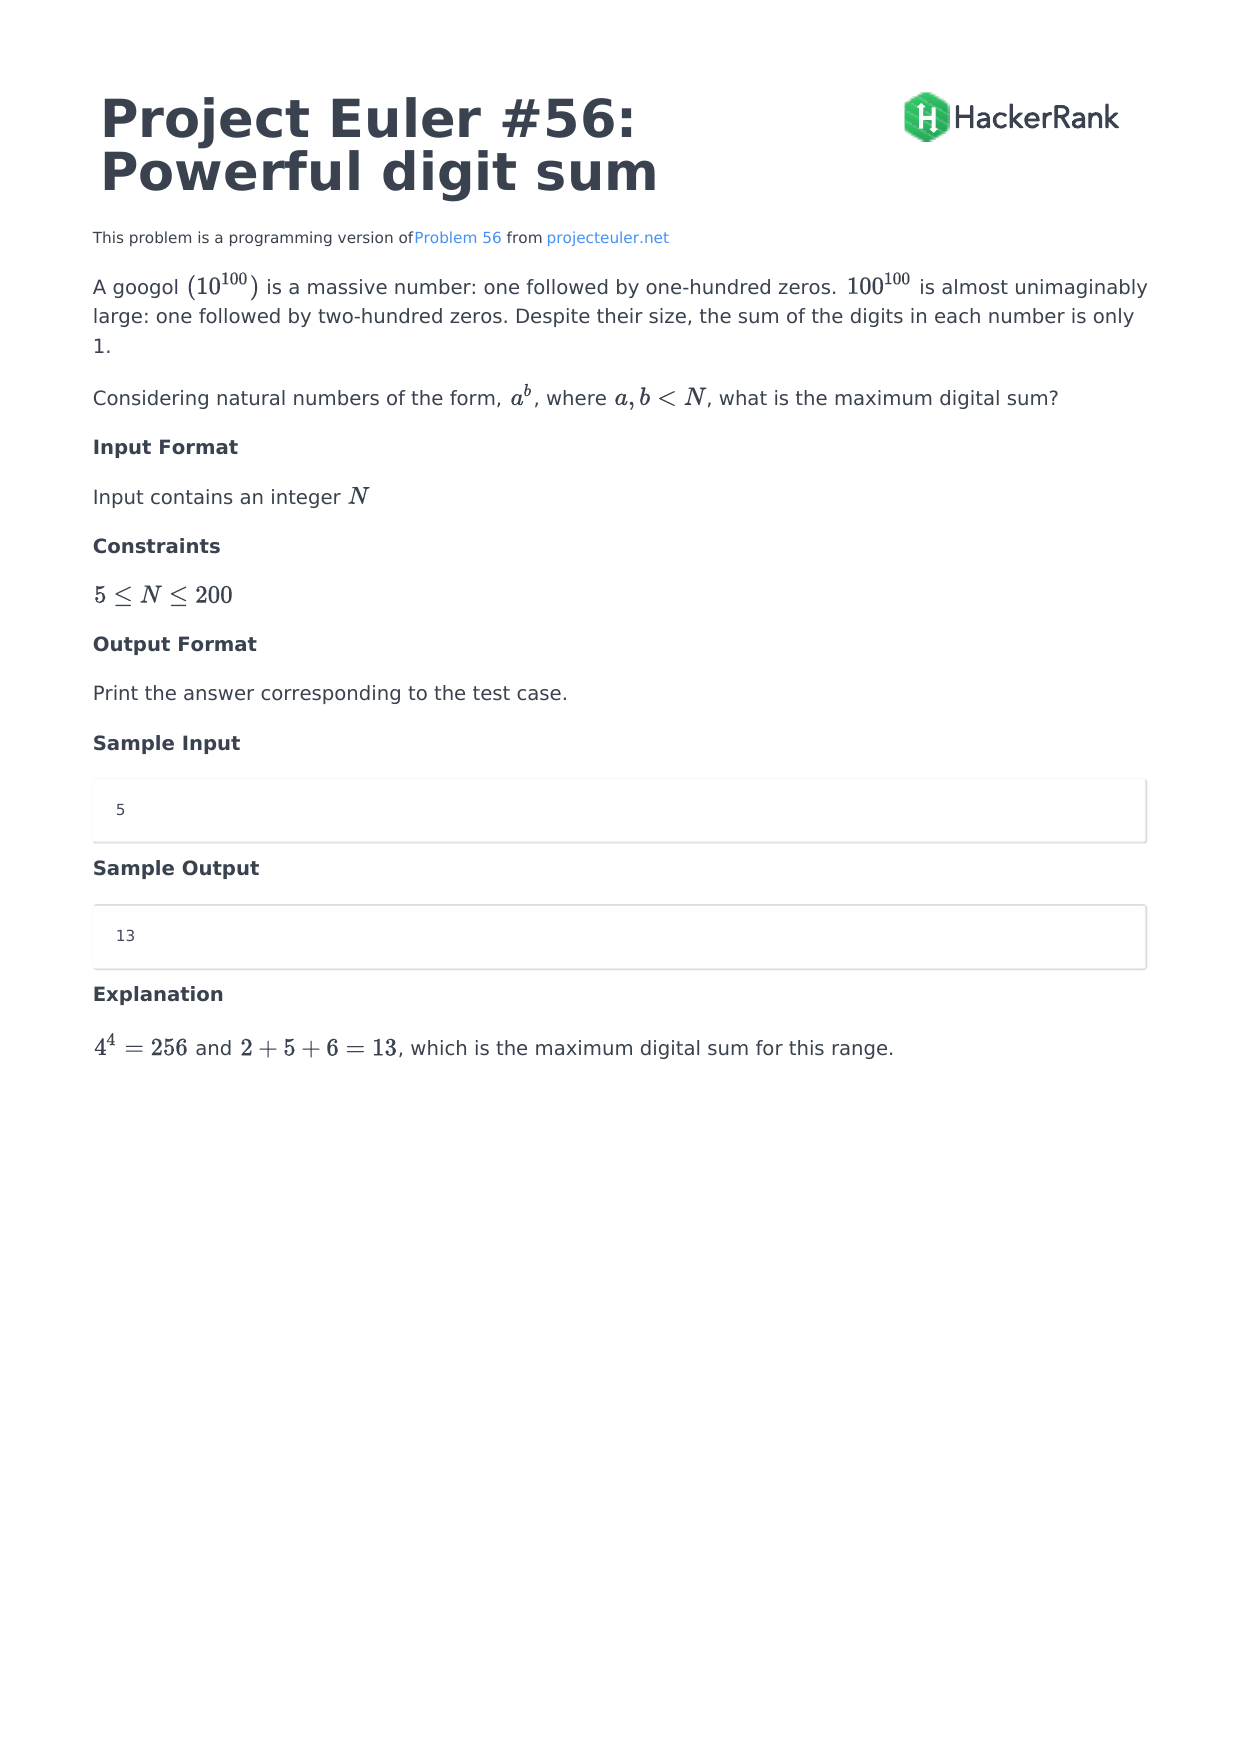 Project Euler #56:
Powerful digit sum
HackerRank
This problem is a programming version ofProblem 56 from projecteuler.net
A googol (10^100) is a massive number: one followed by one-hundred zeros. 100^100 is almost unimaginably
large: one followed by two-hundred zeros. Despite their size, the sum of the digits in each number is only
1.
Considering natural numbers of the form, a^b, where a, b < N, what is the maximum digital sum?
Input Format
Input contains an integer N
Constraints
5 ≤ N ≤ 200
Output Format
Print the answer corresponding to the test case.
Sample Input
5
Sample Output
13
Explanation
4^4 = 256 and 2 + 5 + 6 = 13, which is the maximum digital sum for this range.